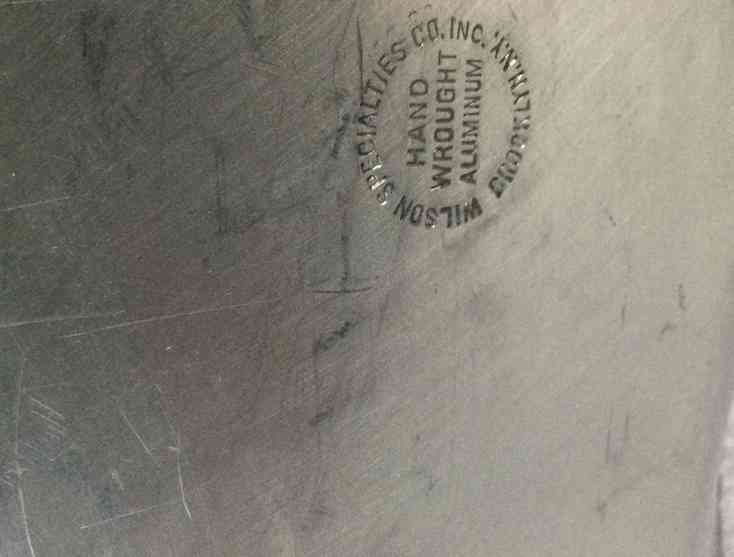 WILSON SPECIALTIES CO. INC. BROOKLYN, N.Y.
HAND
WROUGHT
ALUMINUM